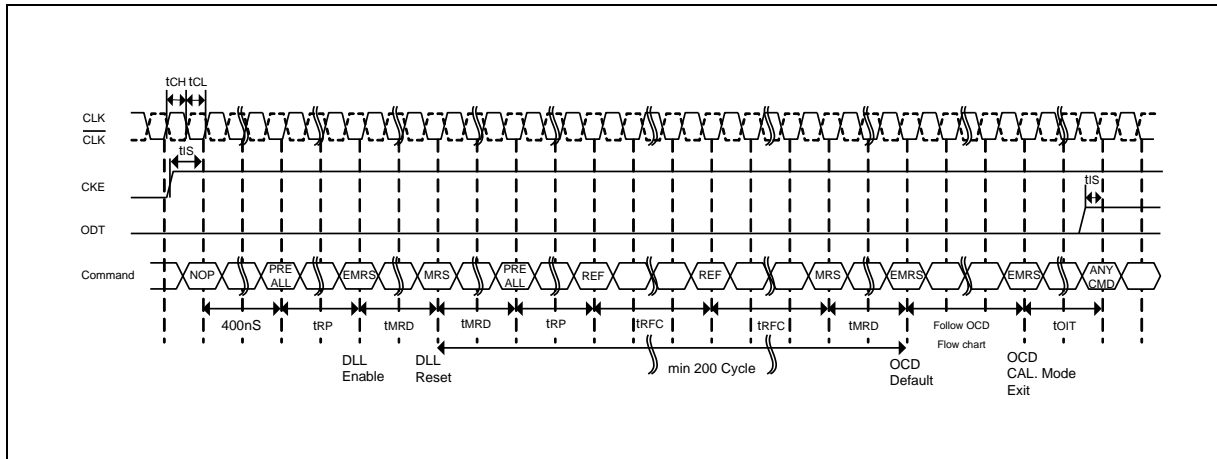 tCH tCL
CLK
CLK
tIS
CKE
tIS
ODT
Command
NOP
PRE
ALL
EMRS
MRS
PRE
ALL
REF
REF
MRS
EMRS
EMRS
ANY
CMD
400nS
tRP
tMRD
tMRD
tRP
tRFC
tRFC
tMRD
Follow OCD
Flow chart
tOIT
DLL
Enable
DLL
Reset
min 200 Cycle
OCD
Default
OCD
CAL. Mode
Exit